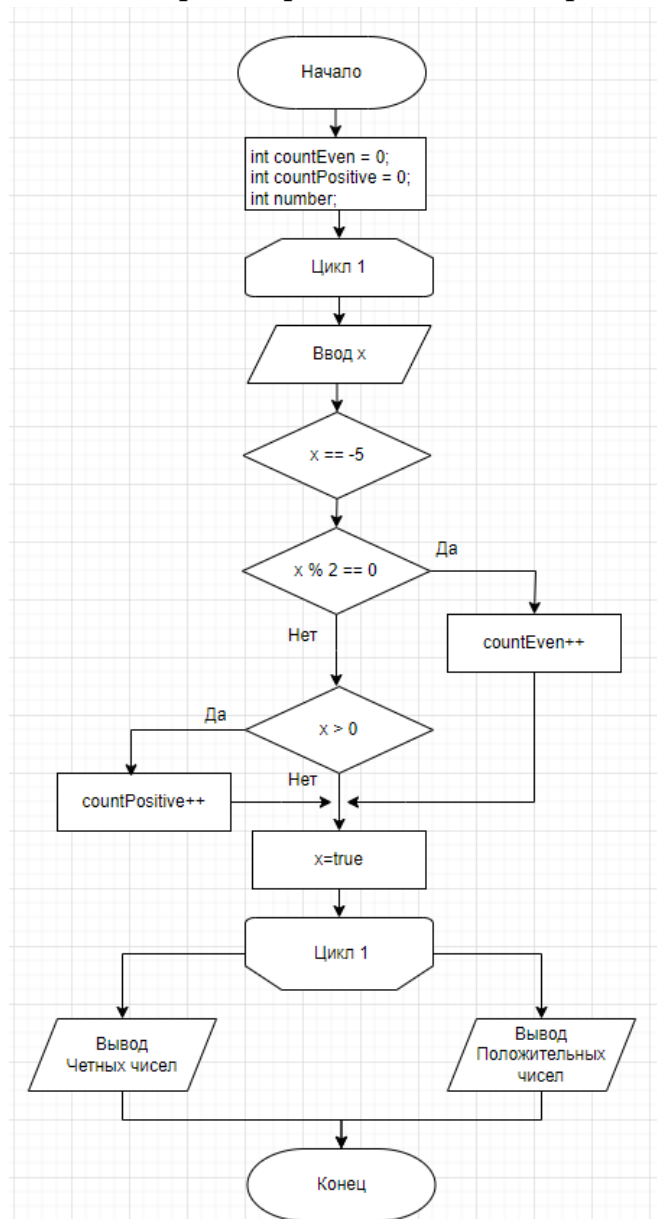 Начало
int countEven = 0;
int countPositive = 0;
int number;
Цикл 1
Ввод x
x == -5
x % 2 == 0
Да
countEven++
Нет
x > 0
Да
countPositive++
Нет
x=true
Цикл 1
Вывод
Четных чисел
Вывод
Положительных
чисел
Конец